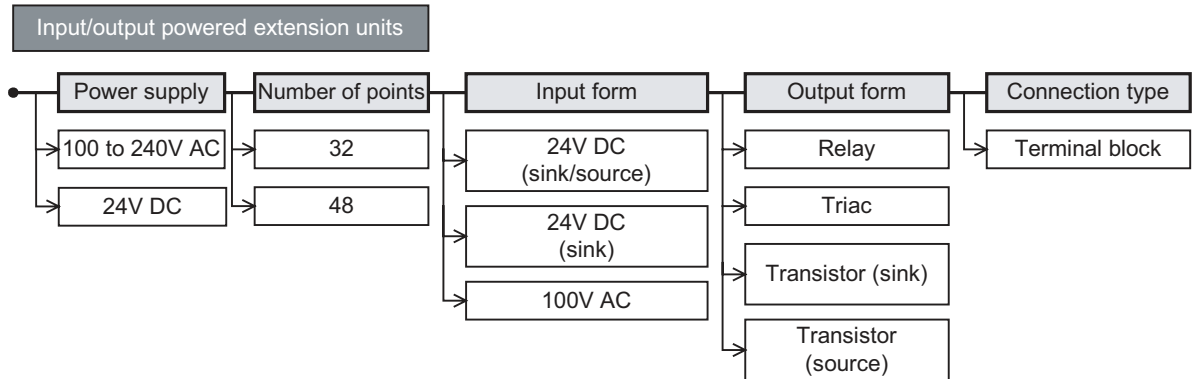 Input/output powered extension units
Power supply
Number of points
Input form
Output form
Connection type
100 to 240V AC
24V DC
32
48
24V DC
(sink/source)
24V DC
(sink)
100V AC
Relay
Triac
Transistor (sink)
Transistor
(source)
Terminal block